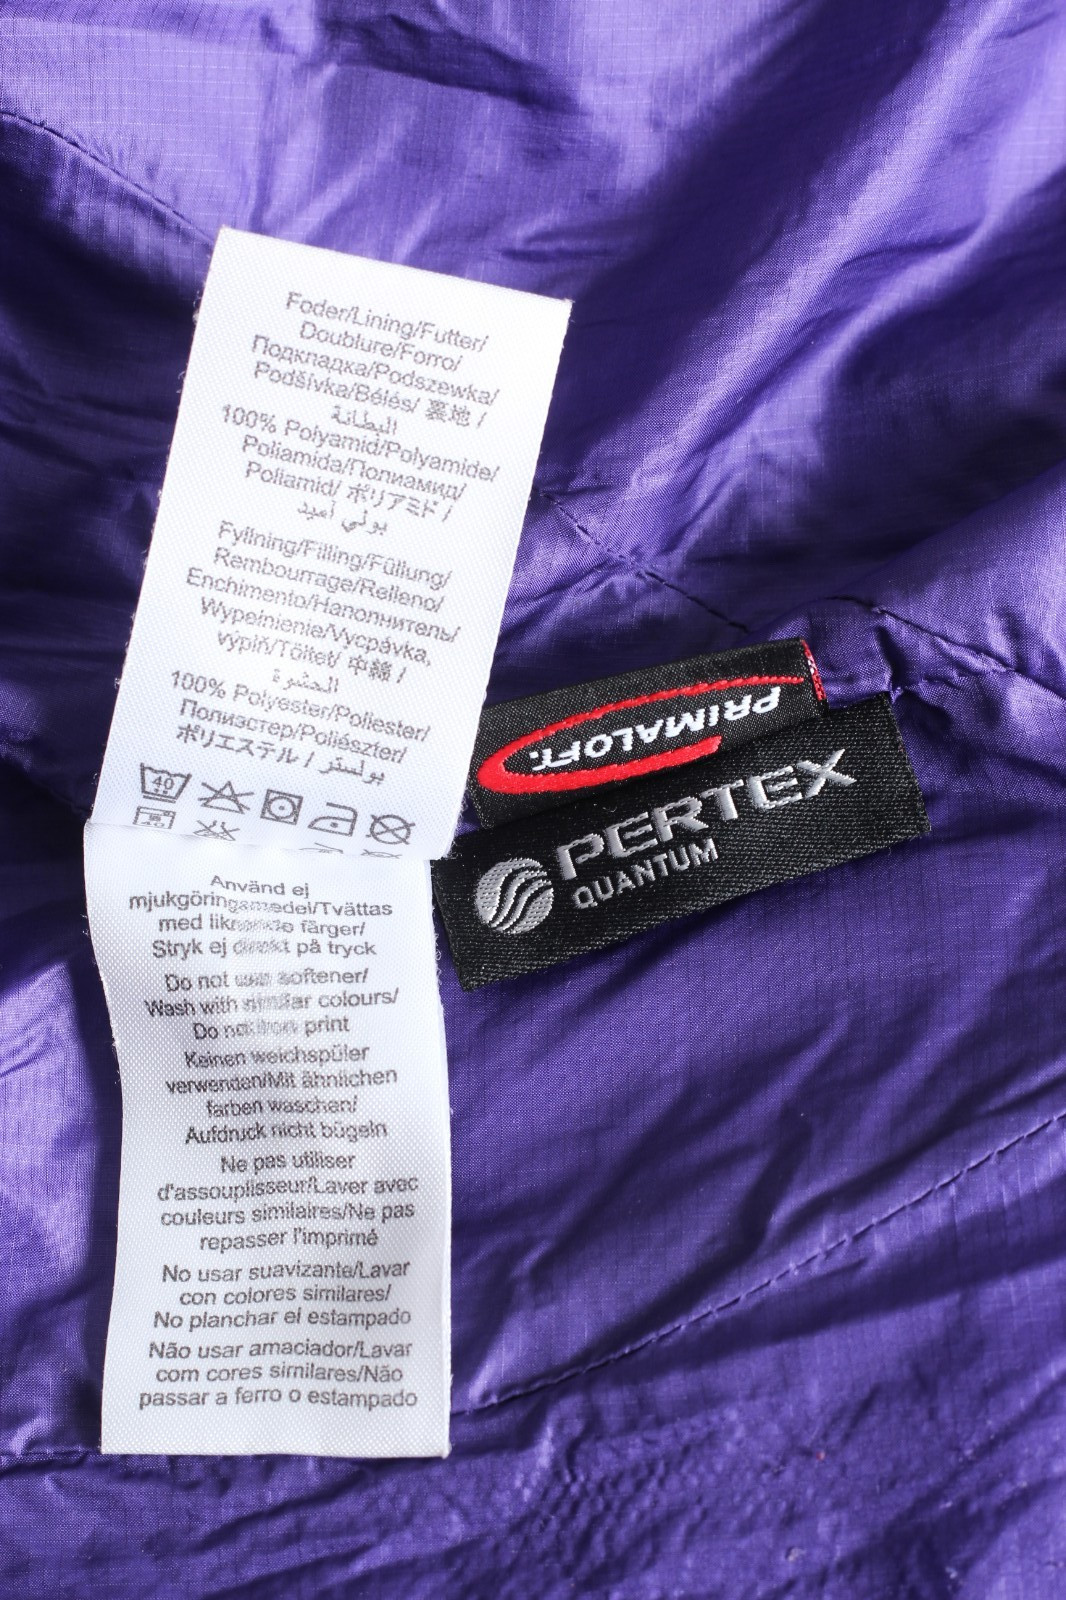 Foder/Lining/Futter/
Doublure/Forro/
Подкладка/Podszewka/
Podšívka/Bélés/ 裏地 /
البطانة
100% Polyamid/Polyamide/
Poliamida/Полиамид/
Poliamid/ ポリアミド /
بولي اميد
Fyllning/Filling/Füllung/
Rembourrage/Relleno/
Enchimento/Наполнитель/
Wypełnienie/Vycpávka,
výplň/Töltet/ 中綿 /
الحشوة
100% Polyester/Poliester/
Полиэстер/Poliészter/
ポリエステル / بولستر
40
PRIMALOFT.
PERTEX
QUANTUM
Använd ej
mjukgöringsmedel/Tvättas
med liknande färger/
Stryk ej direkt på tryck
Do not use softener/
Wash with similar colours/
Do not iron print
Keinen weichspüler
verwenden/Mit ähnlichen
farben waschen/
Aufdruck nicht bügeln
Ne pas utiliser
d'assouplisseur/Laver avec
couleurs similaires/Ne pas
repasser l'imprimé
No usar suavizante/Lavar
con colores similares/
No planchar el estampado
Não usar amaciador/Lavar
com cores similares/Não
passar a ferro o estampado